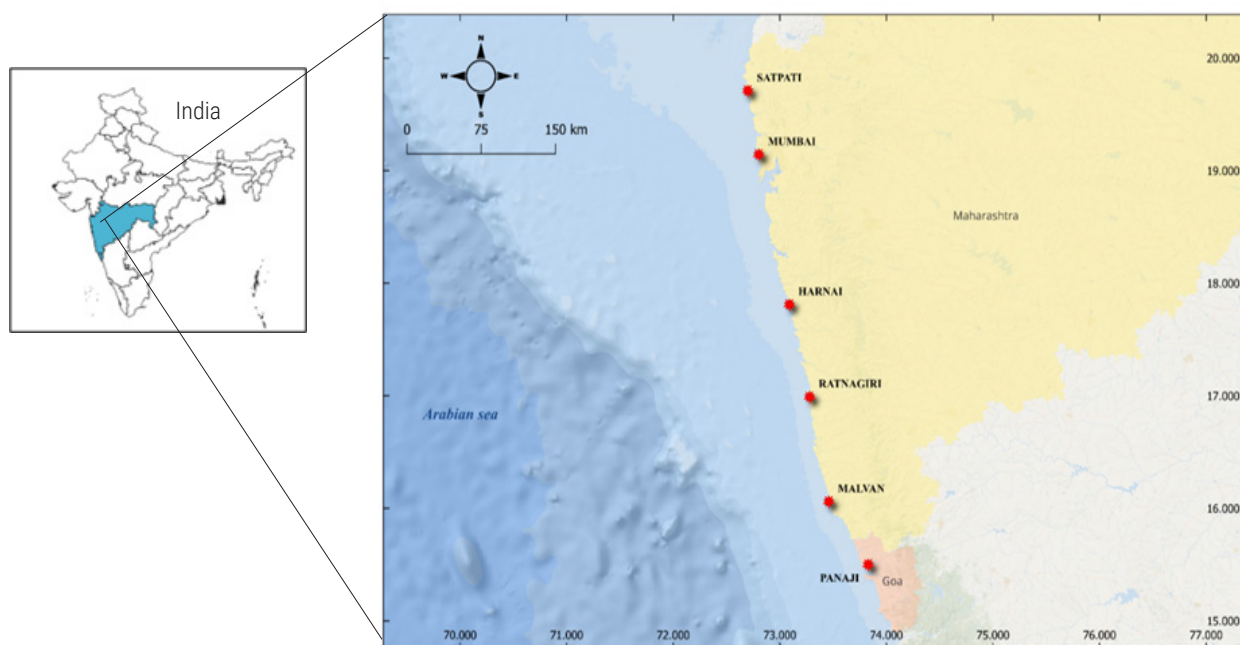 India
N
W
E
S
0
75
150 km
SATPATI
MUMBAI
Maharashtra
HARNAI
RATNAGIRI
Arabian sea
MALVAN
PANAJI
Goa
20.000
19.000
18.000
17.000
16.000
15.000
70.000
71.000
72.000
73.000
74.000
75.000
76.000
77.000